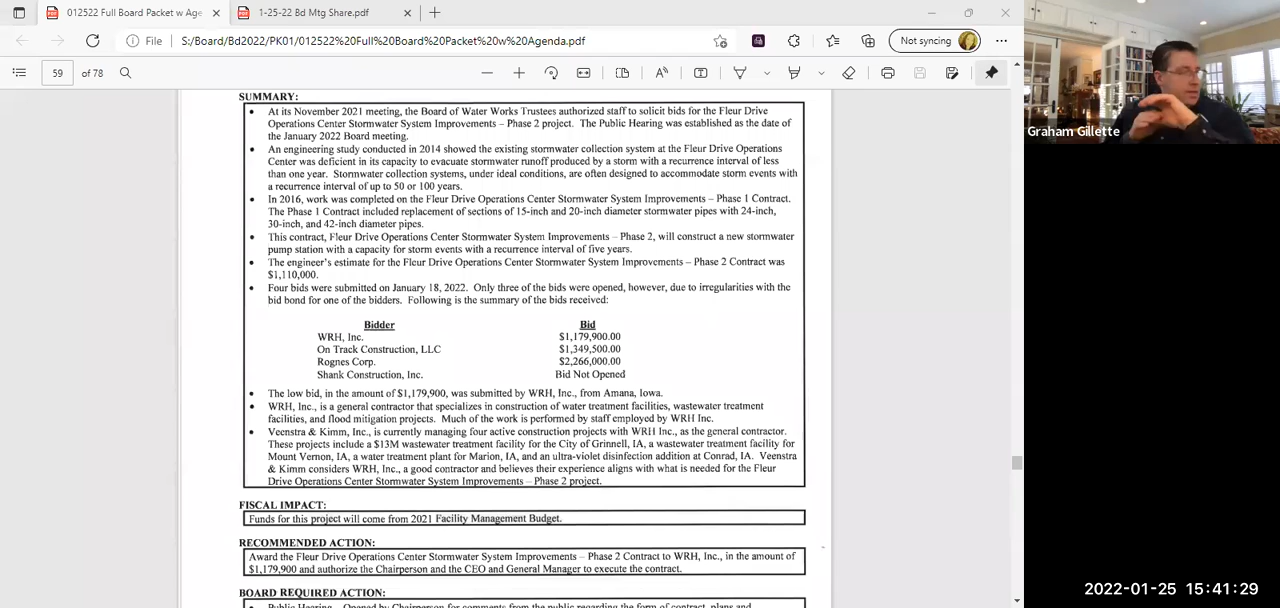 012522 Full Board Packet w Age
1-25-22 Bd Mtg Share.pdf
File
S:/Board/Bd2022/PK01/012522%20Full%20Board%20Packet%20w%20Agenda.pdf
Not syncing
59 of 78
SUMMARY:
• At its November 2021 meeting, the Board of Water Works Trustees authorized staff to solicit bids for the Fleur Drive
Operations Center Stormwater System Improvements – Phase 2 project. The Public Hearing was established as the date of
the January 2022 Board meeting.
• An engineering study conducted in 2014 showed the existing stormwater collection system at the Fleur Drive Operations
Center was deficient in its capacity to evacuate stormwater runoff produced by a storm with a recurrence interval of less
than one year. Stormwater collection systems, under ideal conditions, are often designed to accommodate storm events with
a recurrence interval of up to 50 or 100 years.
• In 2016, work was completed on the Fleur Drive Operations Center Stormwater System Improvements – Phase 1 Contract.
The Phase 1 Contract included replacement of sections of 15-inch and 20-inch diameter stormwater pipes with 24-inch,
30-inch, and 42-inch diameter pipes.
• This contract, Fleur Drive Operations Center Stormwater System Improvements – Phase 2, will construct a new stormwater
pump station with a capacity for storm events with a recurrence interval of five years.
• The engineer's estimate for the Fleur Drive Operations Center Stormwater System Improvements – Phase 2 Contract was
$1,110,000.
• Four bids were submitted on January 18, 2022. Only three of the bids were opened, however, due to irregularities with the
bid bond for one of the bidders. Following is the summary of the bids received:
Bidder Bid
WRH, Inc. $1,179,900.00
On Track Construction, LLC $1,349,500.00
Rognes Corp. $2,266,000.00
Shank Construction, Inc. Bid Not Opened
• The low bid, in the amount of $1,179,900, was submitted by WRH, Inc., from Amana, Iowa.
• WRH, Inc., is a general contractor that specializes in construction of water treatment facilities, wastewater treatment
facilities, and flood mitigation projects. Much of the work is performed by staff employed by WRH Inc.
• Veenstra & Kimm, Inc., is currently managing four active construction projects with WRH Inc., as the general contractor.
These projects include a $13M wastewater treatment facility for the City of Grinnell, IA, a wastewater treatment facility for
Mount Vernon, IA, a water treatment plant for Marion, IA, and an ultra-violet disinfection addition at Conrad, IA. Veenstra
& Kimm considers WRH, Inc., a good contractor and believes their experience aligns with what is needed for the Fleur
Drive Operations Center Stormwater System Improvements – Phase 2 project.
FISCAL IMPACT:
Funds for this project will come from 2021 Facility Management Budget.
RECOMMENDED ACTION:
Award the Fleur Drive Operations Center Stormwater System Improvements – Phase 2 Contract to WRH, Inc., in the amount of
$1,179,900 and authorize the Chairperson and the CEO and General Manager to execute the contract.
BOARD REQUIRED ACTION:
• Public Hearing – Opened by Chairperson for comments from the public regarding the form of contract, plans and
Graham Gillette
2022-01-25 15:41:29